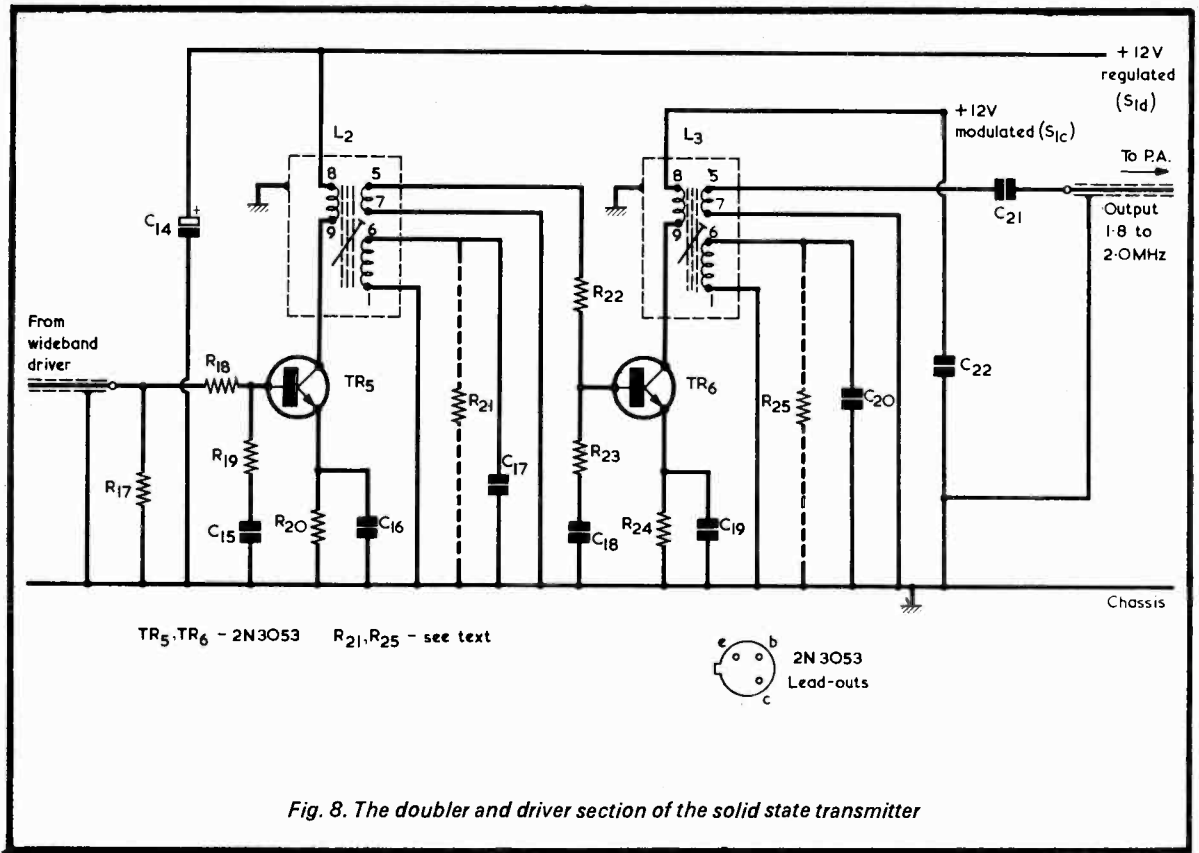 +12V
regulated
(S1d)
L2
8
5
7
9
6
1
L3
8
5
7
9
6
1
+12V
modulated (S1c)
To P.A.
C21
Output
1·8 to
2·0MHz
C14
+
R22
From
wideband
driver
R18
TR5
TR6
C22
R21
R25
C20
R19
R23
R17
C17
C15
R20
C16
C18
R24
C19
Chassis
TR5, TR6 - 2N3053 R21, R25 - see text
e
b
c
2N 3053
Lead-outs
Fig. 8. The doubler and driver section of the solid state transmitter